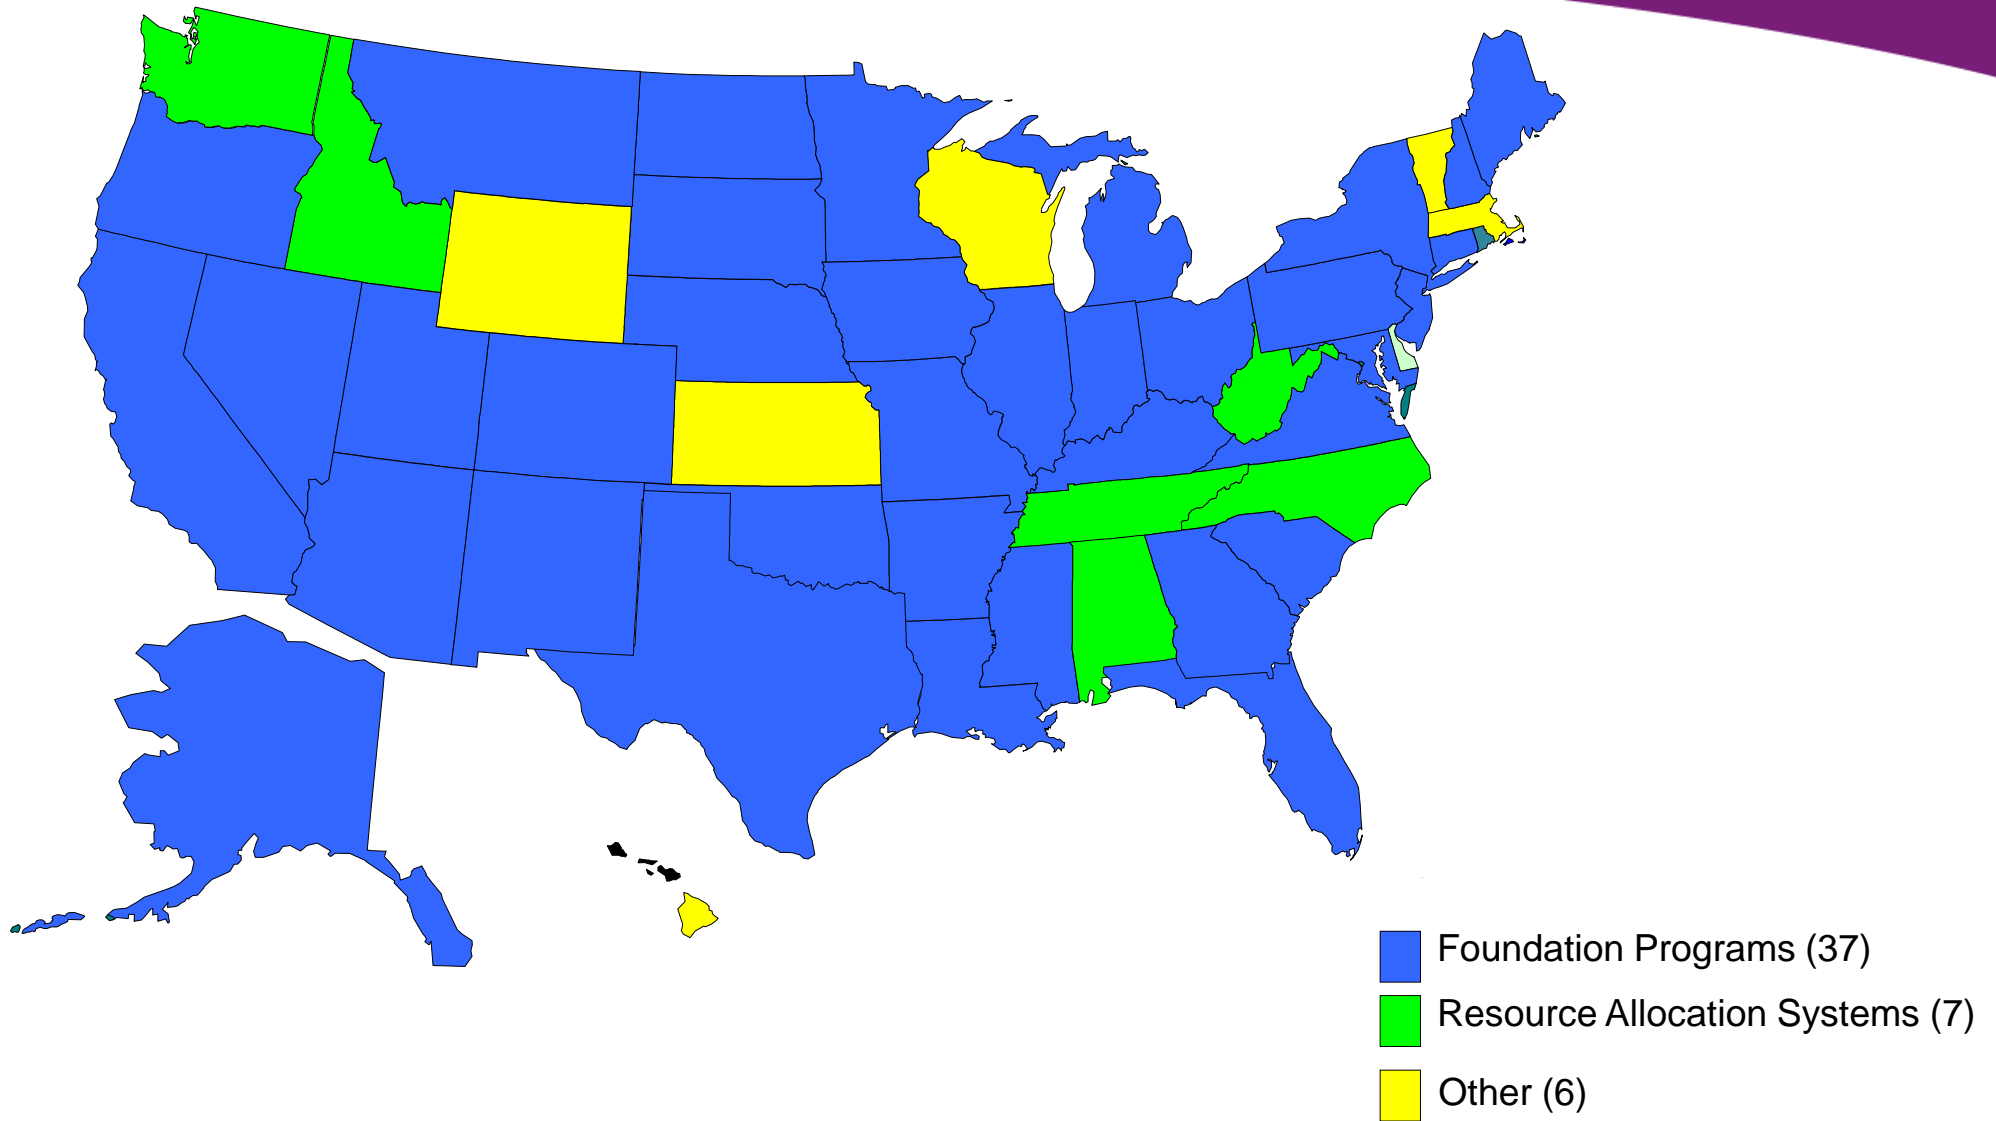 Foundation Programs (37)
Resource Allocation Systems (7)
Other (6)